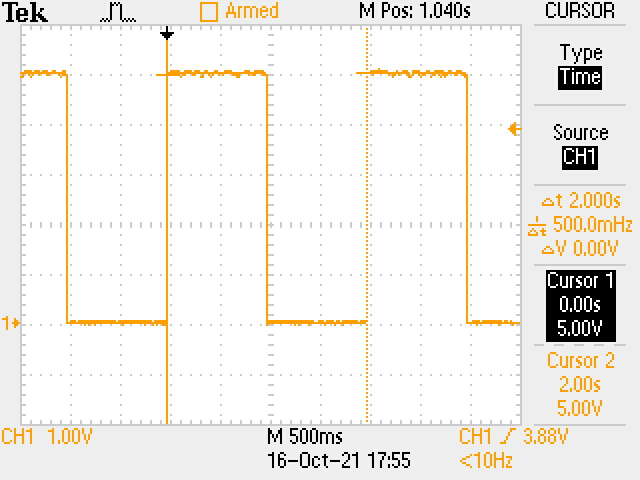 Tek Armed M Pos: 1.040s CURSOR
Type
Time
Source
CH1
Δt 2.000s
1/Δt 500.0mHz
ΔV 0.00V
Cursor 1
0.00s
5.00V
Cursor 2
2.00s
5.00V
1
CH1 1.00V M 500ms CH1 3.88V
16-Oct-21 17:55 <10Hz